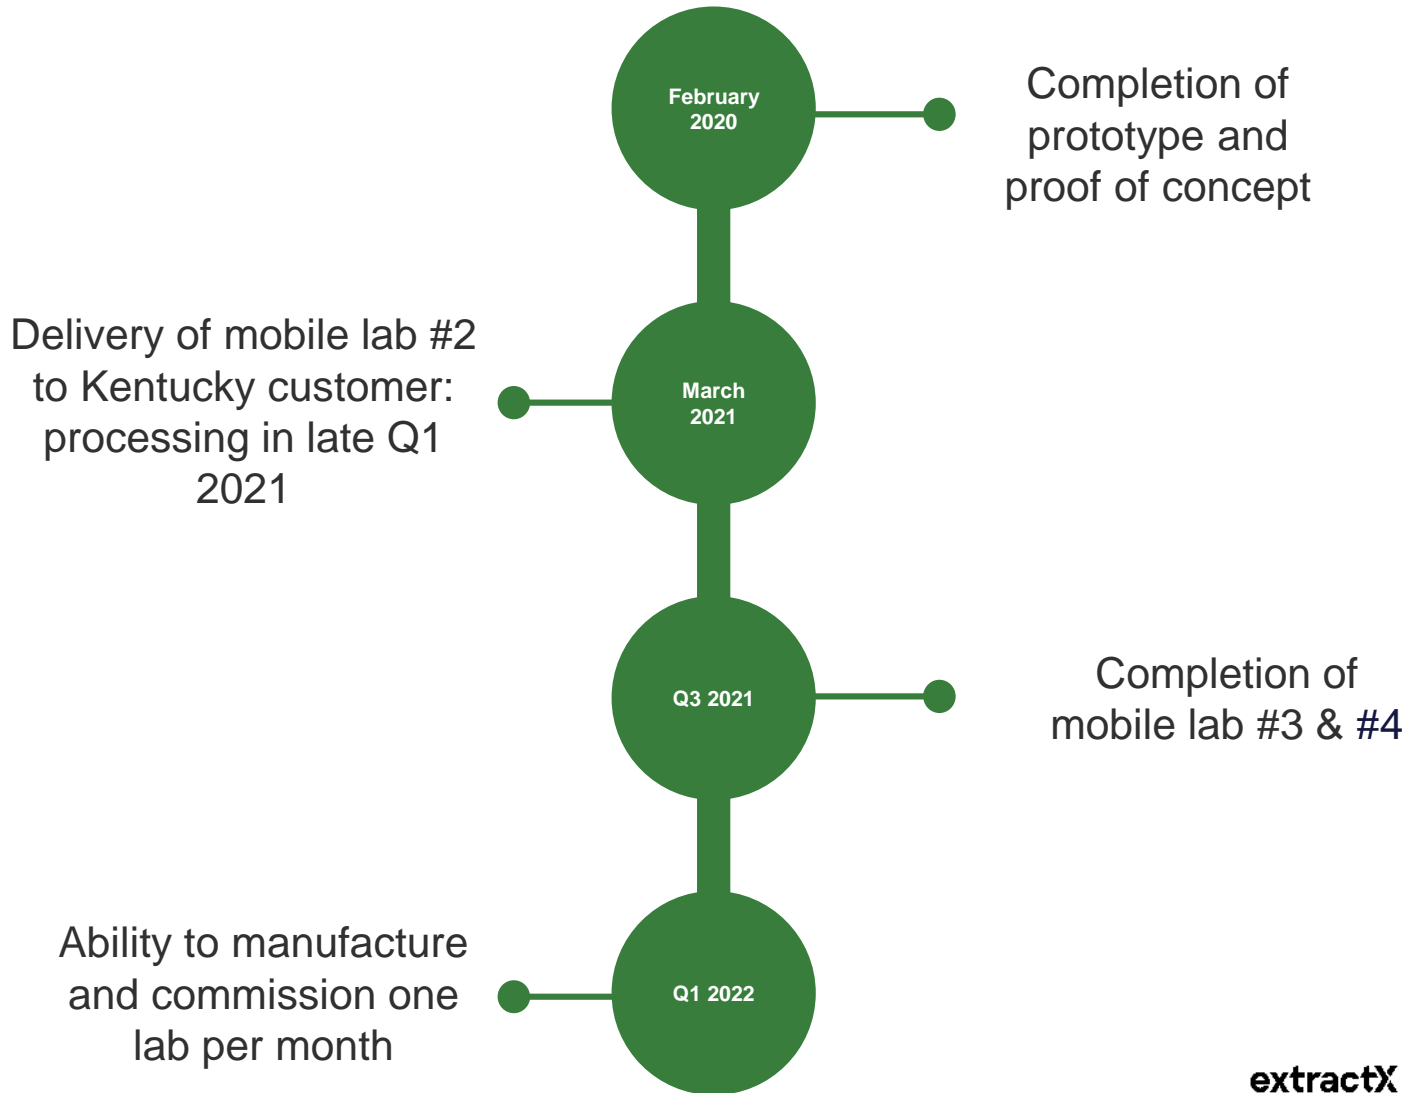 February
2020
Completion of
prototype and
proof of concept
Delivery of mobile lab #2
to Kentucky customer:
processing in late Q1
2021
March
2021
Q3 2021
Completion of
mobile lab #3 & #4
Ability to manufacture
and commission one
lab per month
Q1 2022
extractX